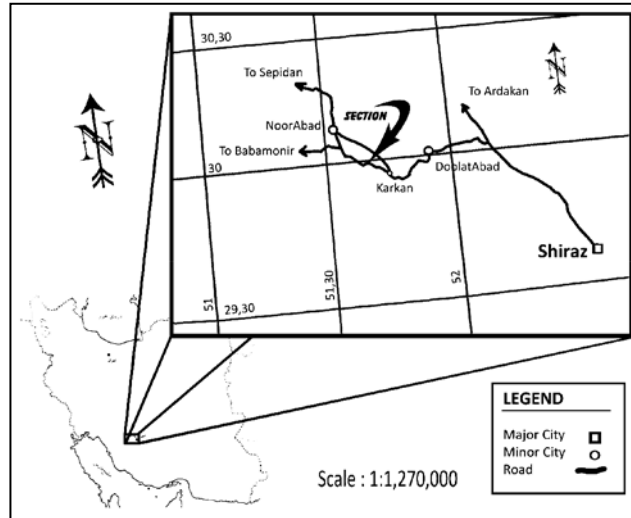 30,30
To Sepidan
To Ardakan
SECTION
NoorAbad
To Babamonir
DoolatAbad
30
Karkan
Shiraz
51
51,30
52
29,30
N
N
LEGEND
Major City
Minor City
Road
Scale : 1:1,270,000